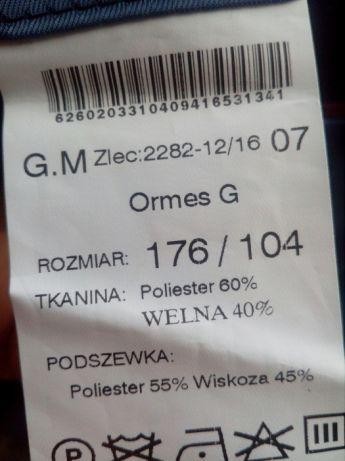 6260203310409416531341
G.M Zlec:2282-12/16 07
Ormes G
ROZMIAR: 176 / 104
TKANINA: Poliester 60%
WELNA 40%
PODSZEWKA:
Poliester 55% Wiskoza 45%
P